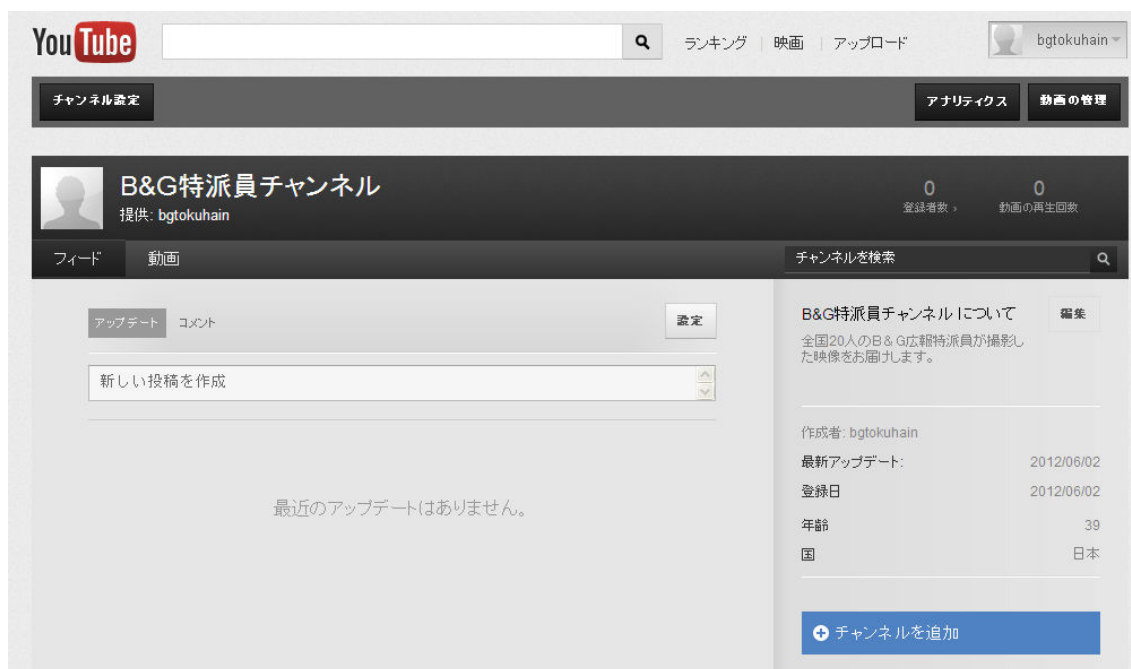 YouTube
ランキング 映画 アップロード
bgtokuhain
チャンネル設定
アナリティクス
動画の管理
B&G特派員チャンネル
提供: bgtokuhain
0
登録者数 ›
0
動画の再生回数
フィード
動画
チャンネルを検索
アップデート
コメント
設定
新しい投稿を作成
最近のアップデートはありません。
B&G特派員チャンネル について
編集
全国20人のB&G広報特派員が撮影し
た映像をお届けします。
作成者: bgtokuhain
最新アップデート: 2012/06/02
登録日 2012/06/02
年齢 39
国 日本
チャンネルを追加